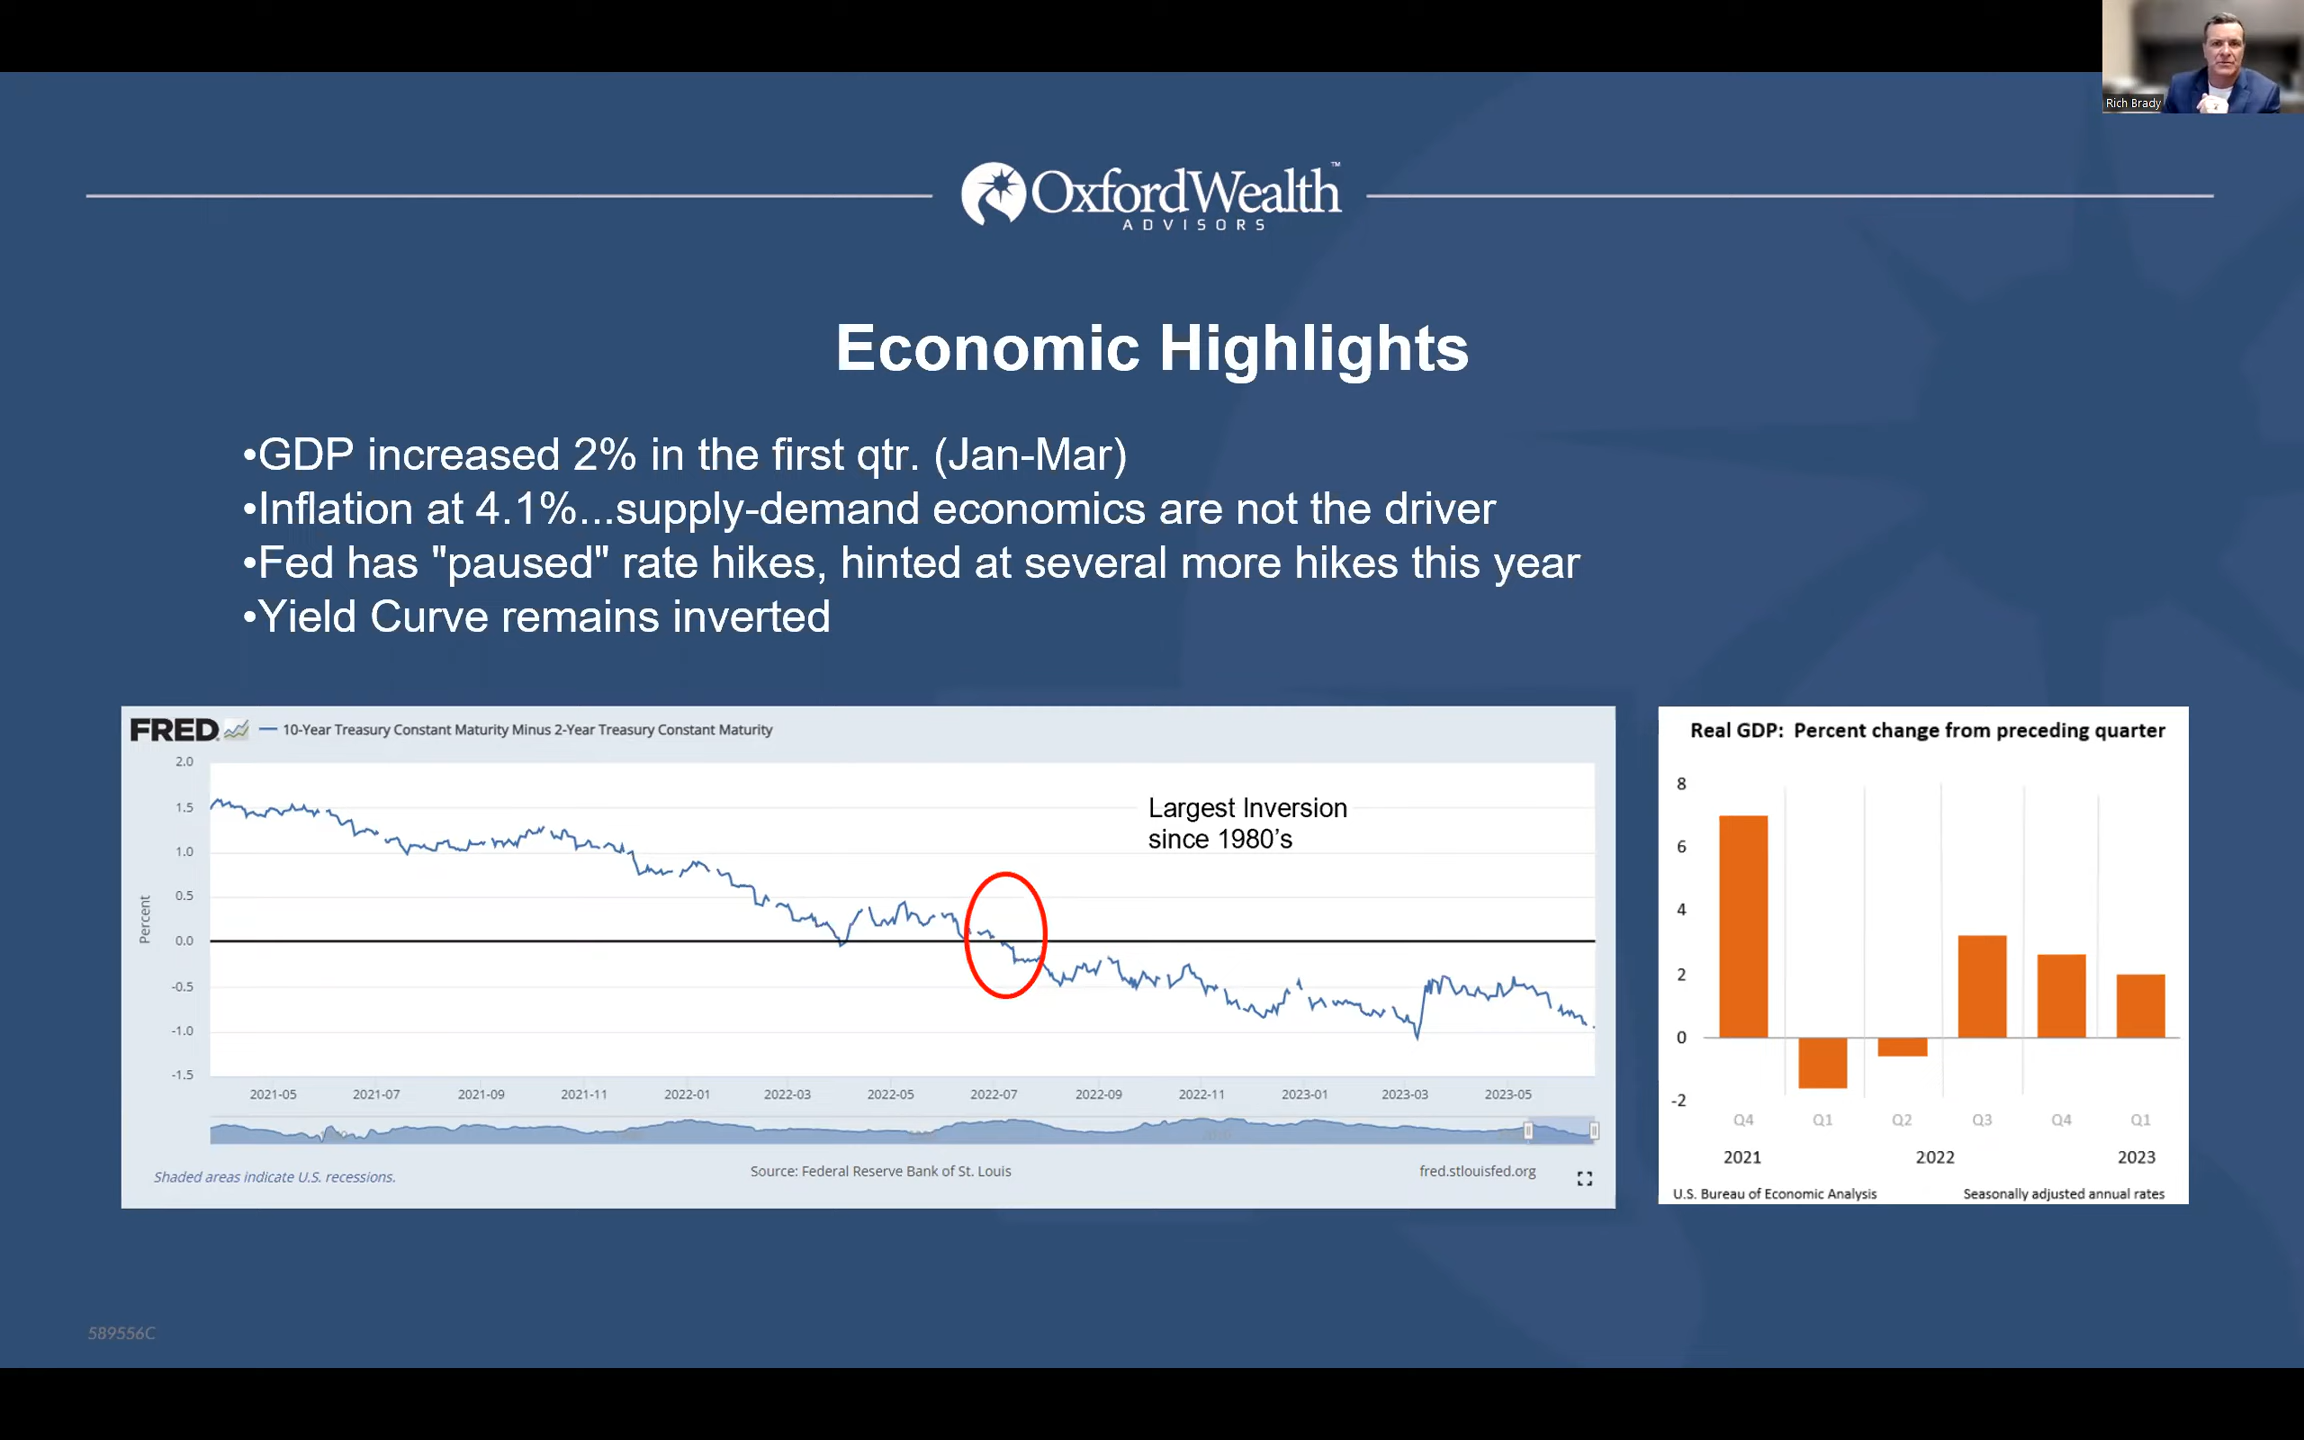 Rich Brady
OxfordWealth™
ADVISORS
Economic Highlights
•GDP increased 2% in the first qtr. (Jan-Mar)
•Inflation at 4.1%...supply-demand economics are not the driver
•Fed has "paused" rate hikes, hinted at several more hikes this year
•Yield Curve remains inverted
FRED
10-Year Treasury Constant Maturity Minus 2-Year Treasury Constant Maturity
Percent
2.0
1.5
1.0
0.5
0.0
-0.5
-1.0
-1.5
Largest Inversion
since 1980’s
2021-05 2021-07 2021-09 2021-11 2022-01 2022-03 2022-05 2022-07 2022-09 2022-11 2023-01 2023-03 2023-05
Shaded areas indicate U.S. recessions.
Source: Federal Reserve Bank of St. Louis
fred.stlouisfed.org
Real GDP: Percent change from preceding quarter
8
6
4
2
0
-2
Q4 Q1 Q2 Q3 Q4 Q1
2021 2022 2023
U.S. Bureau of Economic Analysis
Seasonally adjusted annual rates
589556C